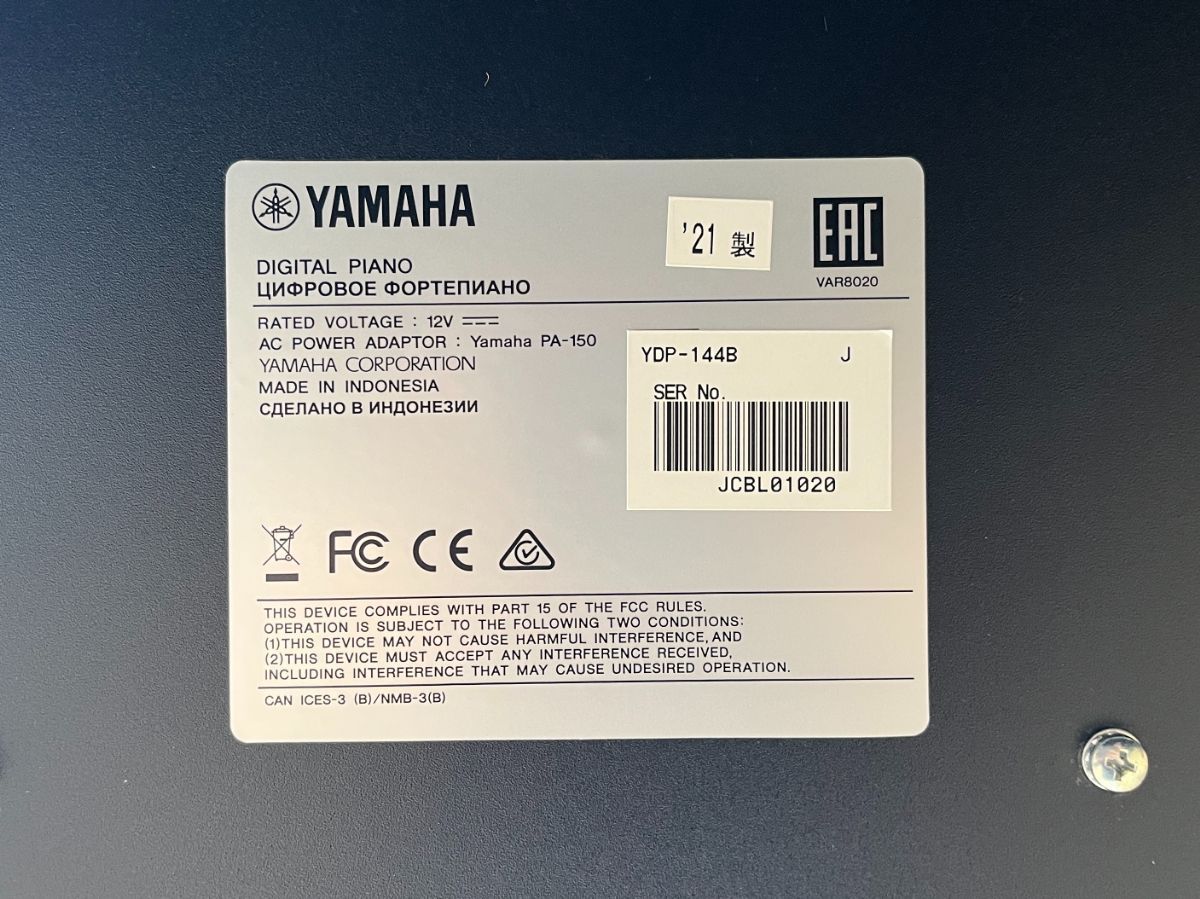 YAMAHA
'21 製
EAC
VAR8020
DIGITAL PIANO
ЦИФРОВОЕ ФОРТЕПИАНО
RATED VOLTAGE : 12V
AC POWER ADAPTOR : Yamaha PA-150
YAMAHA CORPORATION
MADE IN INDONESIA
СДЕЛАНО В ИНДОНЕЗИИ
YDP-144B J
SER No.
JCBL01020
FC CE
THIS DEVICE COMPLIES WITH PART 15 OF THE FCC RULES.
OPERATION IS SUBJECT TO THE FOLLOWING TWO CONDITIONS:
(1)THIS DEVICE MAY NOT CAUSE HARMFUL INTERFERENCE, AND
(2)THIS DEVICE MUST ACCEPT ANY INTERFERENCE RECEIVED,
INCLUDING INTERFERENCE THAT MAY CAUSE UNDESIRED OPERATION.
CAN ICES-3 (B)/NMB-3(B)